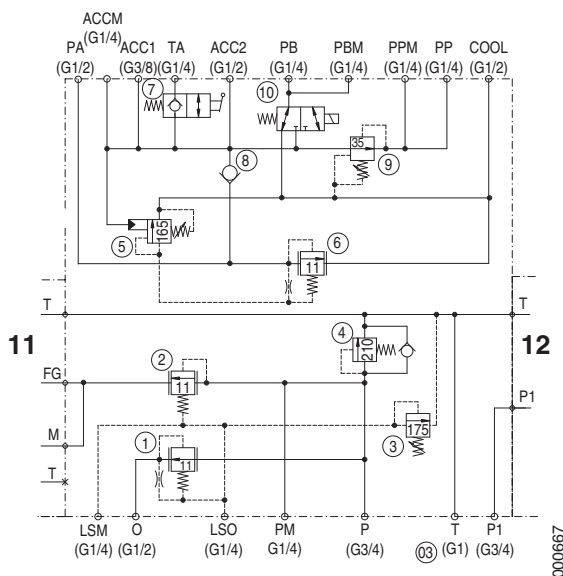 ACCM
PA ACC1 TA ACC2 PB PBM PPM PP COOL
(G1/4)
(G1/2) (G3/8) (G1/4) (G1/2) (G1/4) (G1/4) (G1/4) (G1/4) (G1/2)
7 10
35
8 9
165
5 6
11
T T
4
11 12
210
2
FG 11
P1
M 175
1 3
T 11
LSM O LSO PM P T P1
(G1/4) (G1/2) (G1/4) G1/4) (G3/4) 03 (G1) (G3/4)
000667